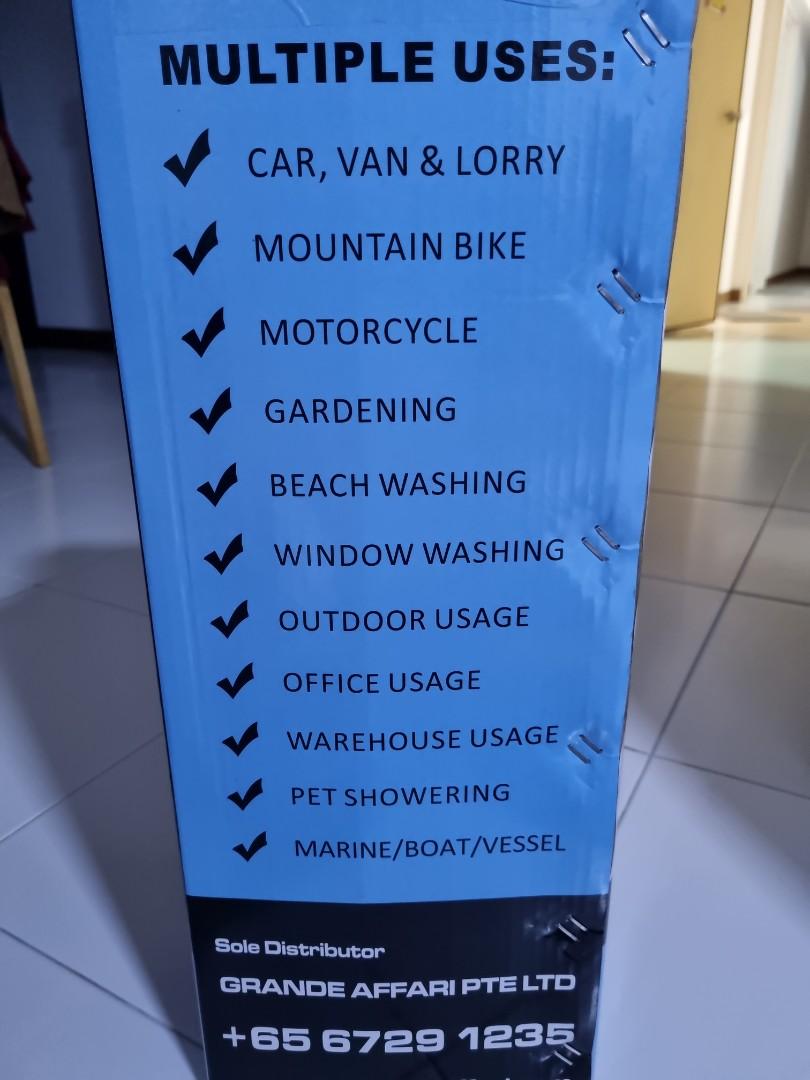 MULTIPLE USES:
CAR, VAN & LORRY
MOUNTAIN BIKE
MOTORCYCLE
GARDENING
BEACH WASHING
WINDOW WASHING
OUTDOOR USAGE
OFFICE USAGE
WAREHOUSE USAGE
PET SHOWERING
MARINE/BOAT/VESSEL
Sole Distributor
GRANDE AFFARI PTE LTD
+65 6729 1235